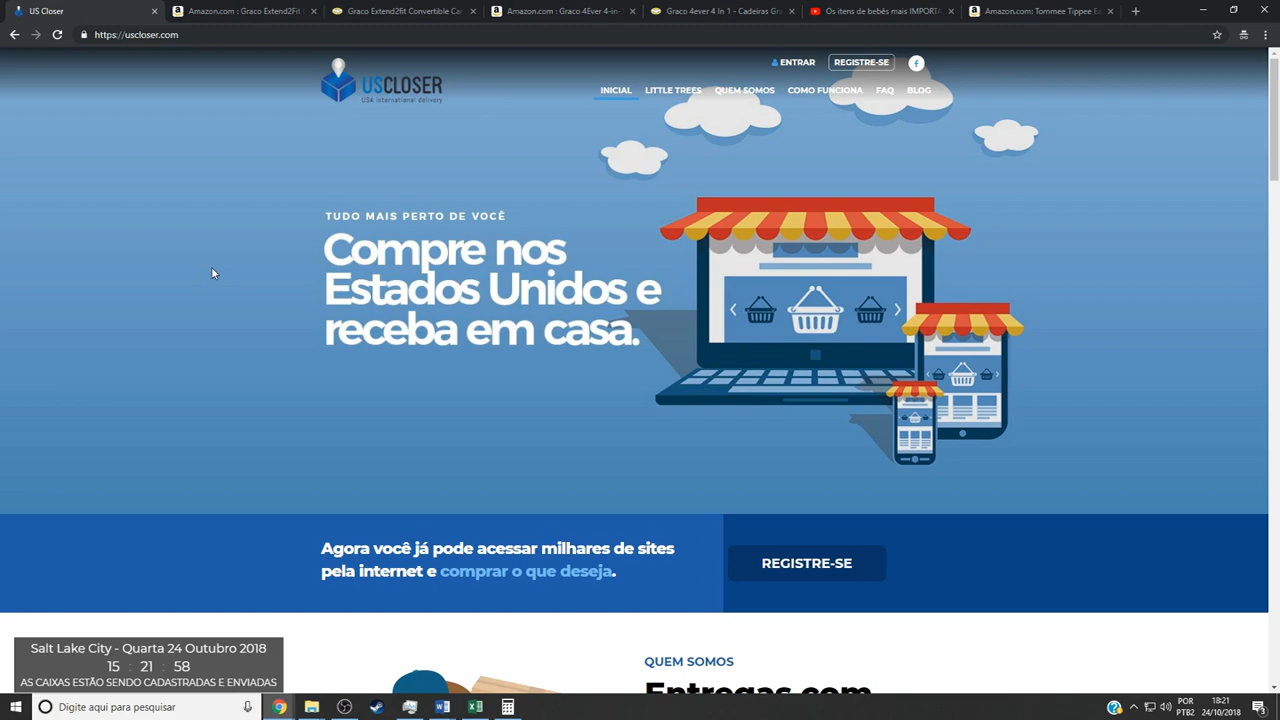 US Closer
Amazon.com : Graco Extend2Fit C
Graco Extend2fit Convertible Ca
Amazon.com : Graco 4Ever 4-in-
Graco 4ever 4 In 1 - Cadeiras Gr
Os itens de bebês mais IMPORTA
Amazon.com: Tommee Tippee Ea
https://uscloser.com
ENTRAR
REGISTRE-SE
USCLOSER
USA International delivery
INICIAL
LITTLE TREES
QUEM SOMOS
COMO FUNCIONA
FAQ
BLOG
TUDO MAIS PERTO DE VOCÊ
Compre nos
Estados Unidos e
receba em casa.
Agora você já pode acessar milhares de sites
pela internet e comprar o que deseja.
REGISTRE-SE
QUEM SOMOS
Entregas com
Salt Lake City - Quarta 24 Outubro 2018
15 : 21 : 58
AS CAIXAS ESTÃO SENDO CADASTRADAS E ENVIADAS
Digite aqui para pesquisar
POR
PTB2
18:21
24/10/2018
3